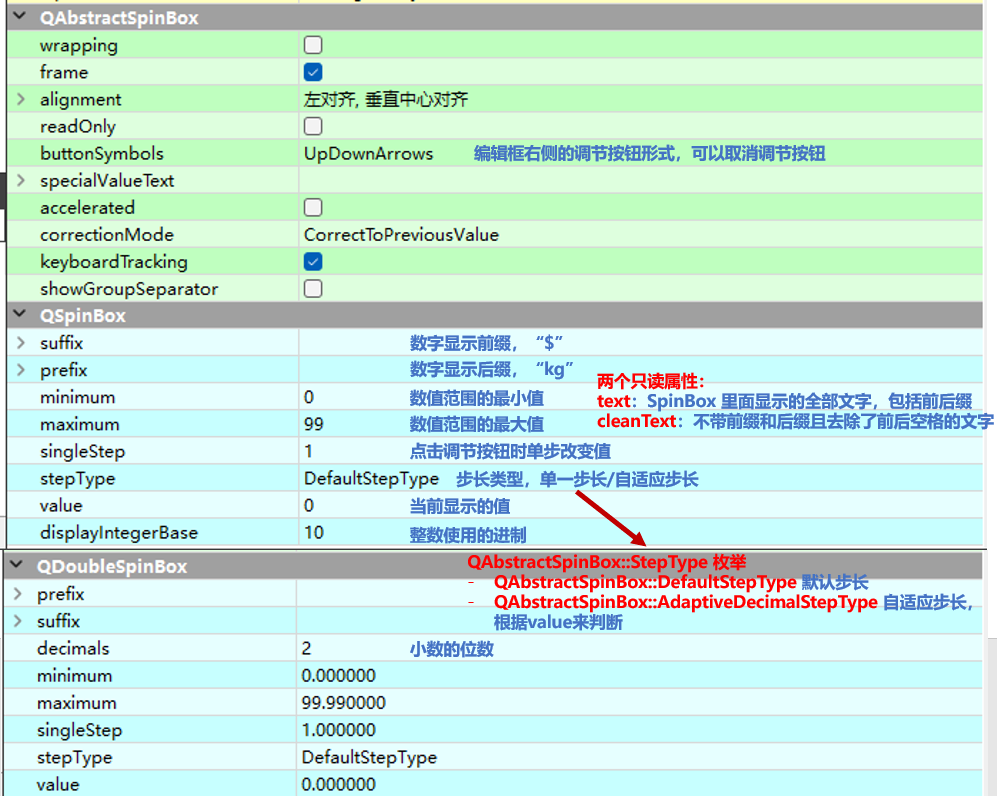 QAbstractSpinBox
wrapping
frame
alignment 左对齐, 垂直中心对齐
readOnly
buttonSymbols UpDownArrows 编辑框右侧的调节按钮形式，可以取消调节按钮
specialValueText
accelerated
correctionMode CorrectToPreviousValue
keyboardTracking
showGroupSeparator
QSpinBox
suffix 数字显示前缀，“$”
prefix 数字显示后缀，“kg”
两个只读属性：
minimum 0 数值范围的最小值 text：SpinBox 里面显示的全部文字，包括前后缀
maximum 99 数值范围的最大值 cleanText：不带前缀和后缀且去除了前后空格的文字
singleStep 1 点击调节按钮时单步改变值
stepType DefaultStepType 步长类型，单一步长/自适应步长
value 0 当前显示的值
displayIntegerBase 10 整数使用的进制
QAbstractSpinBox::StepType 枚举
QDoubleSpinBox
- QAbstractSpinBox::DefaultStepType 默认步长
prefix
- QAbstractSpinBox::AdaptiveDecimalStepType 自适应步长，
suffix 根据value来判断
decimals 2 小数的位数
minimum 0.000000
maximum 99.990000
singleStep 1.000000
stepType DefaultStepType
value 0.000000